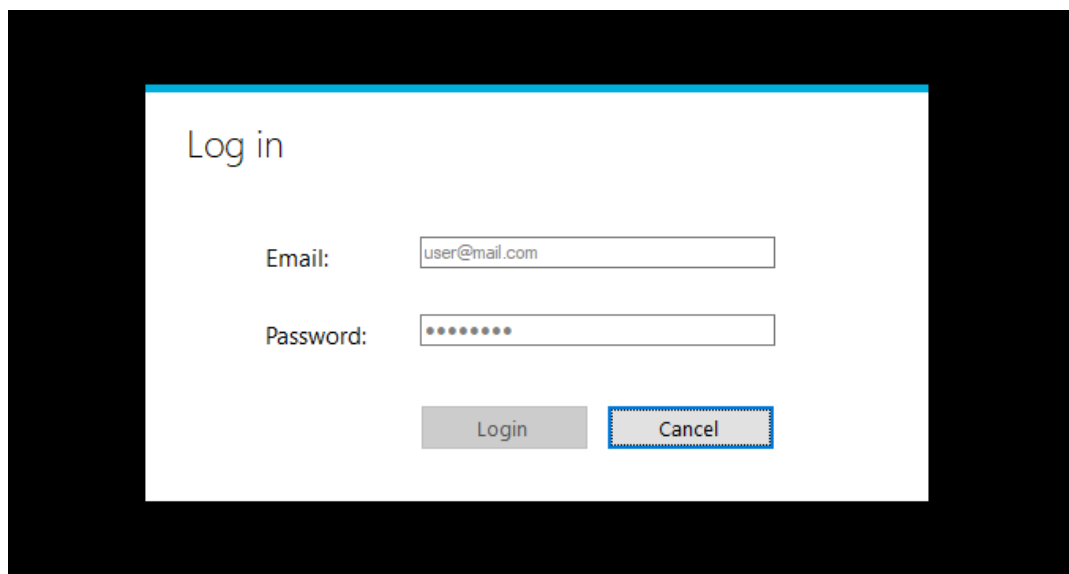 Log in
Email:
user@mail.com
Password:
••••••••
Login
Cancel